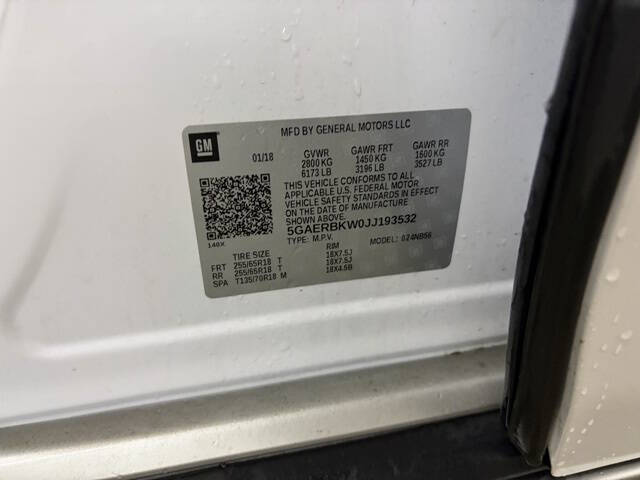 MFD BY GENERAL MOTORS LLC
GM
01/18 GVWR GAWR FRT GAWR RR
2800 KG 1450 KG 1600 KG
6173 LB 3196 LB 3527 LB
THIS VEHICLE CONFORMS TO ALL
APPLICABLE U.S. FEDERAL MOTOR
VEHICLE SAFETY STANDARDS IN EFFECT
ON THE DATE OF MANUFACTURE SHOWN ABOVE.
5GAERBKW0JJ193532
140X TYPE: M.P.V. MODEL: 024NB56
TIRE SIZE RIM
FRT 255/65R18 T 18X7.5J
RR 255/65R18 T 18X7.5J
SPA T135/70R18 M 18X4.5B